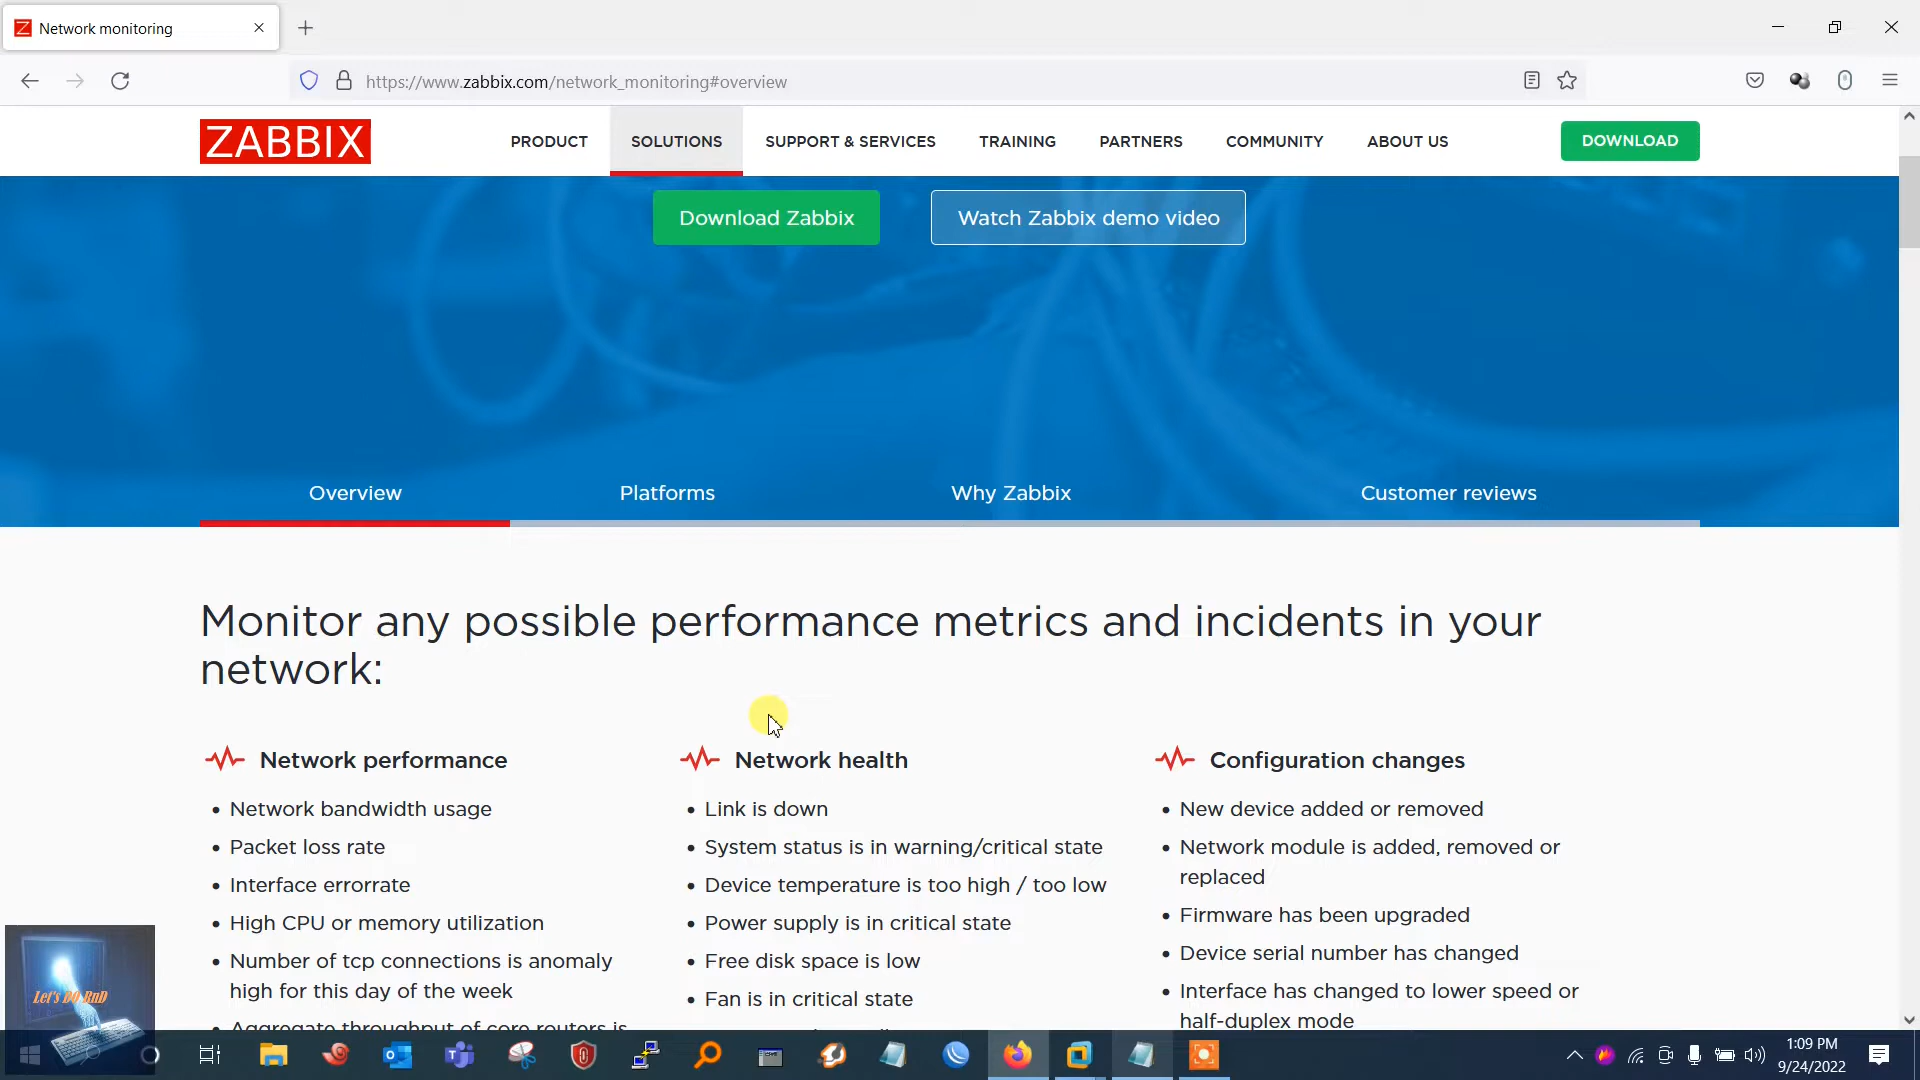 Network monitoring
https://www.zabbix.com/network_monitoring#overview
ZABBIX
PRODUCT
SOLUTIONS
SUPPORT & SERVICES
TRAINING
PARTNERS
COMMUNITY
ABOUT US
DOWNLOAD
Download Zabbix
Watch Zabbix demo video
Overview
Platforms
Why Zabbix
Customer reviews
Monitor any possible performance metrics and incidents in your
network:
Network performance
• Network bandwidth usage
• Packet loss rate
• Interface errorrate
• High CPU or memory utilization
• Number of tcp connections is anomaly
high for this day of the week
• Aggregate throughput of core routers is
Network health
• Link is down
• System status is in warning/critical state
• Device temperature is too high / too low
• Power supply is in critical state
• Free disk space is low
• Fan is in critical state
Configuration changes
• New device added or removed
• Network module is added, removed or
replaced
• Firmware has been upgraded
• Device serial number has changed
• Interface has changed to lower speed or
half-duplex mode
Let's DO RnD
1:09 PM
9/24/2022